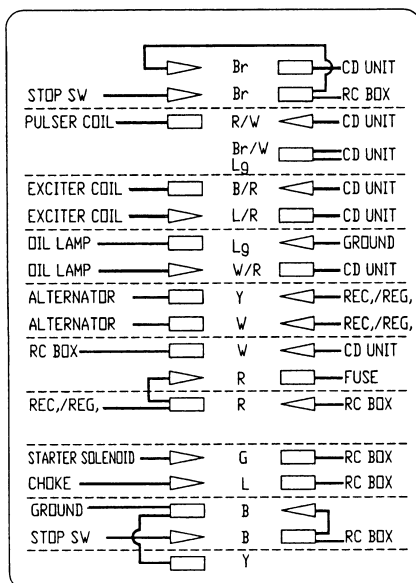 Br CD UNIT
STOP SW Br RC BOX
PULSER COIL R/W CD UNIT
Br/W
Lg CD UNIT
EXCITER COIL B/R CD UNIT
EXCITER COIL L/R CD UNIT
OIL LAMP Lg GROUND
OIL LAMP W/R CD UNIT
ALTERNATOR Y REC,/REG,
ALTERNATOR W REC,/REG,
RC BOX W CD UNIT
R FUSE
REC,/REG, R RC BOX
STARTER SOLENOID G RC BOX
CHOKE L RC BOX
GROUND B
STOP SW B RC BOX
Y